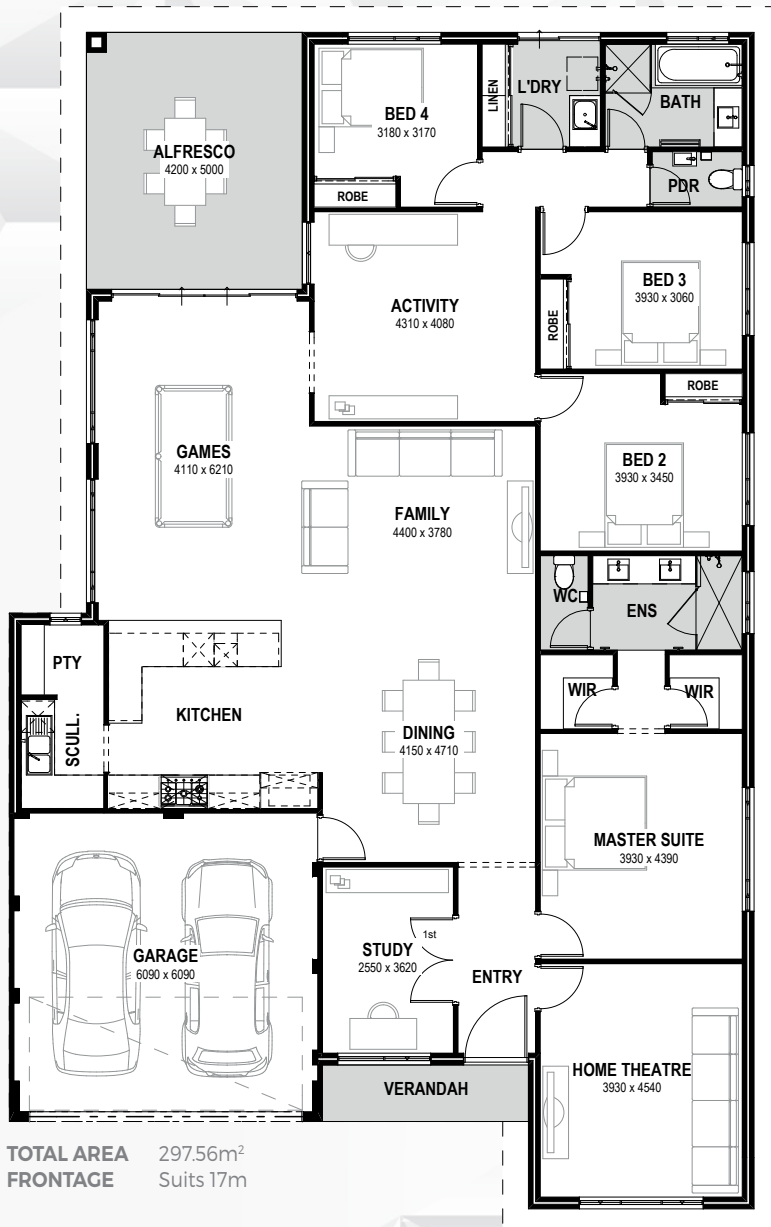 LINEN
L'DRY
BATH
BED 4
3180 x 3170
ALFRESCO
4200 x 5000
PDR
ROBE
BED 3
3930 x 3060
ACTIVITY
4310 x 4080
ROBE
ROBE
GAMES
4110 x 6210
BED 2
3930 x 3450
FAMILY
4400 x 3780
WC
ENS
PTY
WIR
WIR
KITCHEN
SCULL.
DINING
4150 x 4710
MASTER SUITE
3930 x 4390
1st
STUDY
2550 x 3620
GARAGE
6090 x 6090
ENTRY
HOME THEATRE
3930 x 4540
VERANDAH
TOTAL AREA 297.56m²
FRONTAGE Suits 17m